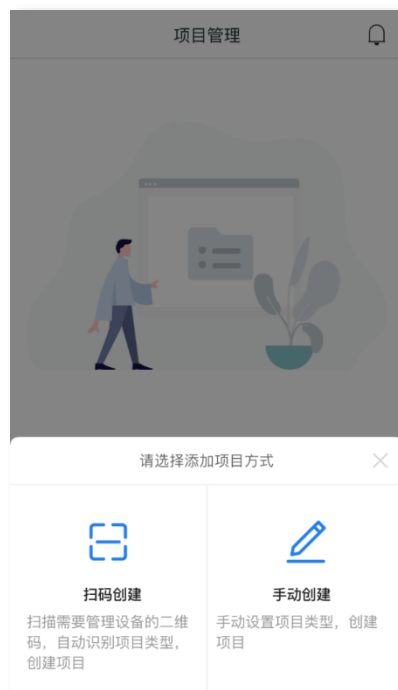 项目管理
请选择添加项目方式
扫码创建
扫描需要管理设备的二维
码，自动识别项目类型，
创建项目
手动创建
手动设置项目类型，创建
项目